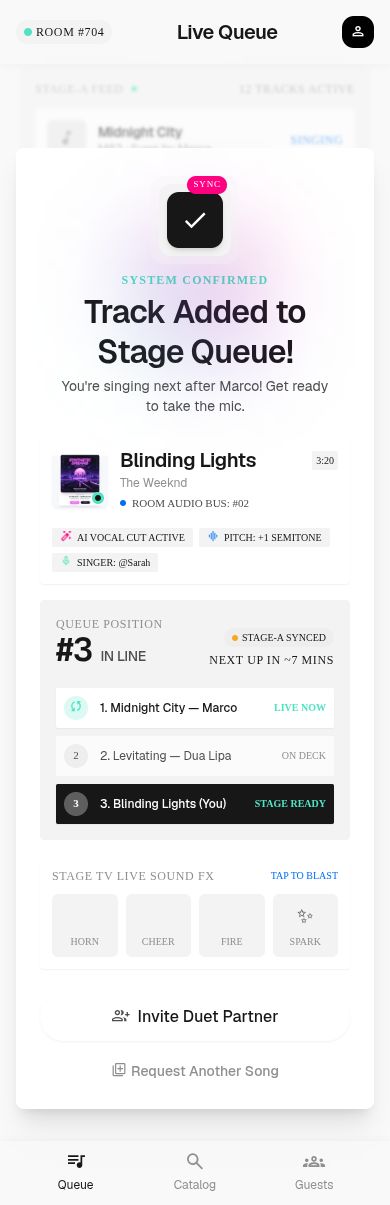 ROOM #704
Live Queue
STAGE-A FEED
12 TRACKS ACTIVE
Midnight City
SINGING
SYNC
SYSTEM CONFIRMED
Track Added to
Stage Queue!
You're singing next after Marco! Get ready
to take the mic.
Blinding Lights
3:20
The Weeknd
ROOM AUDIO BUS: #02
AI VOCAL CUT ACTIVE
PITCH: +1 SEMITONE
SINGER: @Sarah
QUEUE POSITION
#3 IN LINE
STAGE-A SYNCED
NEXT UP IN ~7 MINS
1. Midnight City — Marco
LIVE NOW
2
2. Levitating — Dua Lipa
ON DECK
3
3. Blinding Lights (You)
STAGE READY
STAGE TV LIVE SOUND FX
TAP TO BLAST
HORN
CHEER
FIRE
SPARK
Invite Duet Partner
Request Another Song
Queue
Catalog
Guests